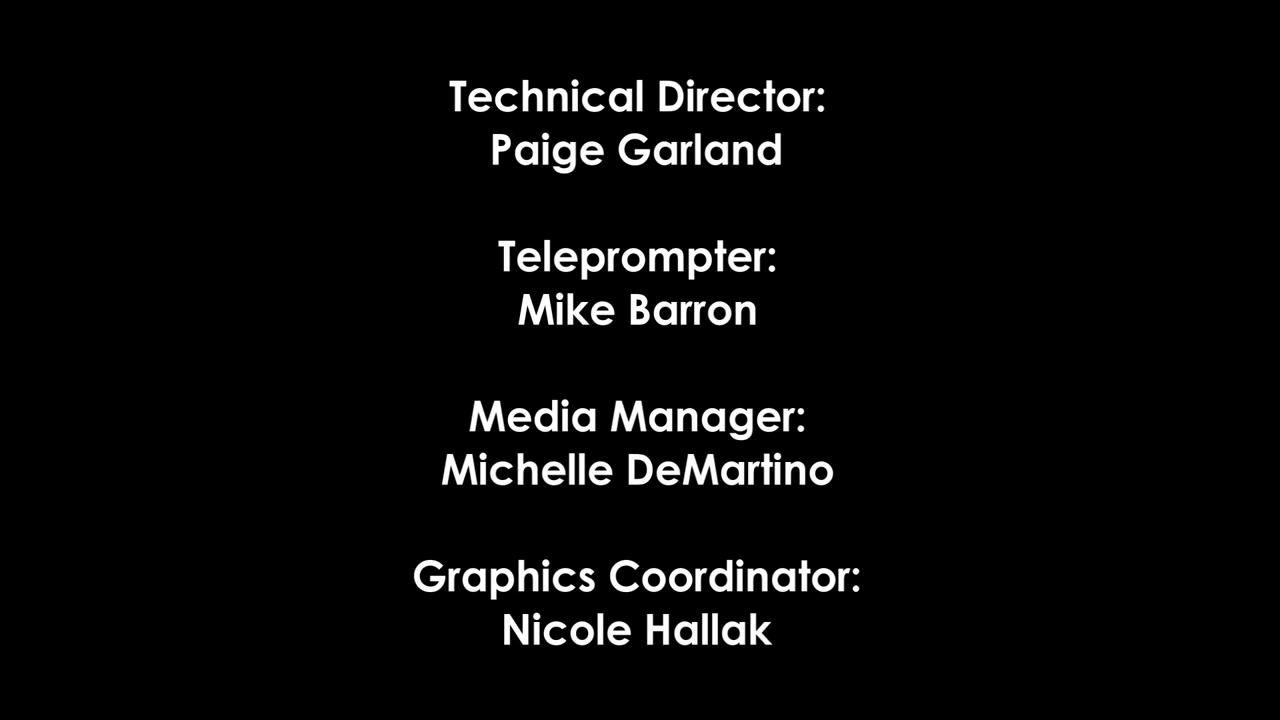 Technical Director:
Paige Garland
Teleprompter:
Mike Barron
Media Manager:
Michelle DeMartino
Graphics Coordinator:
Nicole Hallak